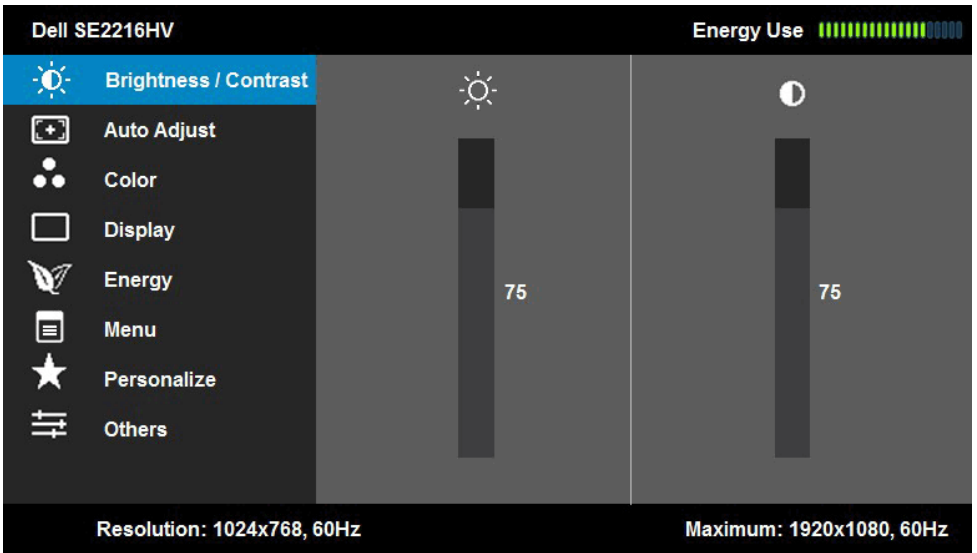 Dell SE2216HV
Energy Use
Brightness / Contrast
Auto Adjust
Color
Display
Energy
Menu
Personalize
Others
75
75
Resolution: 1024x768, 60Hz
Maximum: 1920x1080, 60Hz